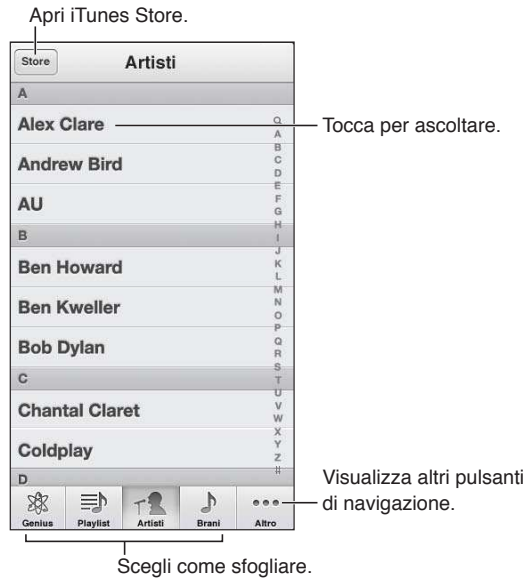 Apri iTunes Store.
Store
Artisti
A
Alex Clare
Tocca per ascoltare.
Andrew Bird
AU
B
Ben Howard
Ben Kweller
Bob Dylan
C
Chantal Claret
Coldplay
D
A
B
C
D
E
F
G
H
I
J
K
L
M
N
O
P
Q
R
S
T
U
V
W
X
Y
Z
#
Visualizza altri pulsanti
di navigazione.
Genius
Playlist
Artisti
Brani
Altro
Scegli come sfogliare.